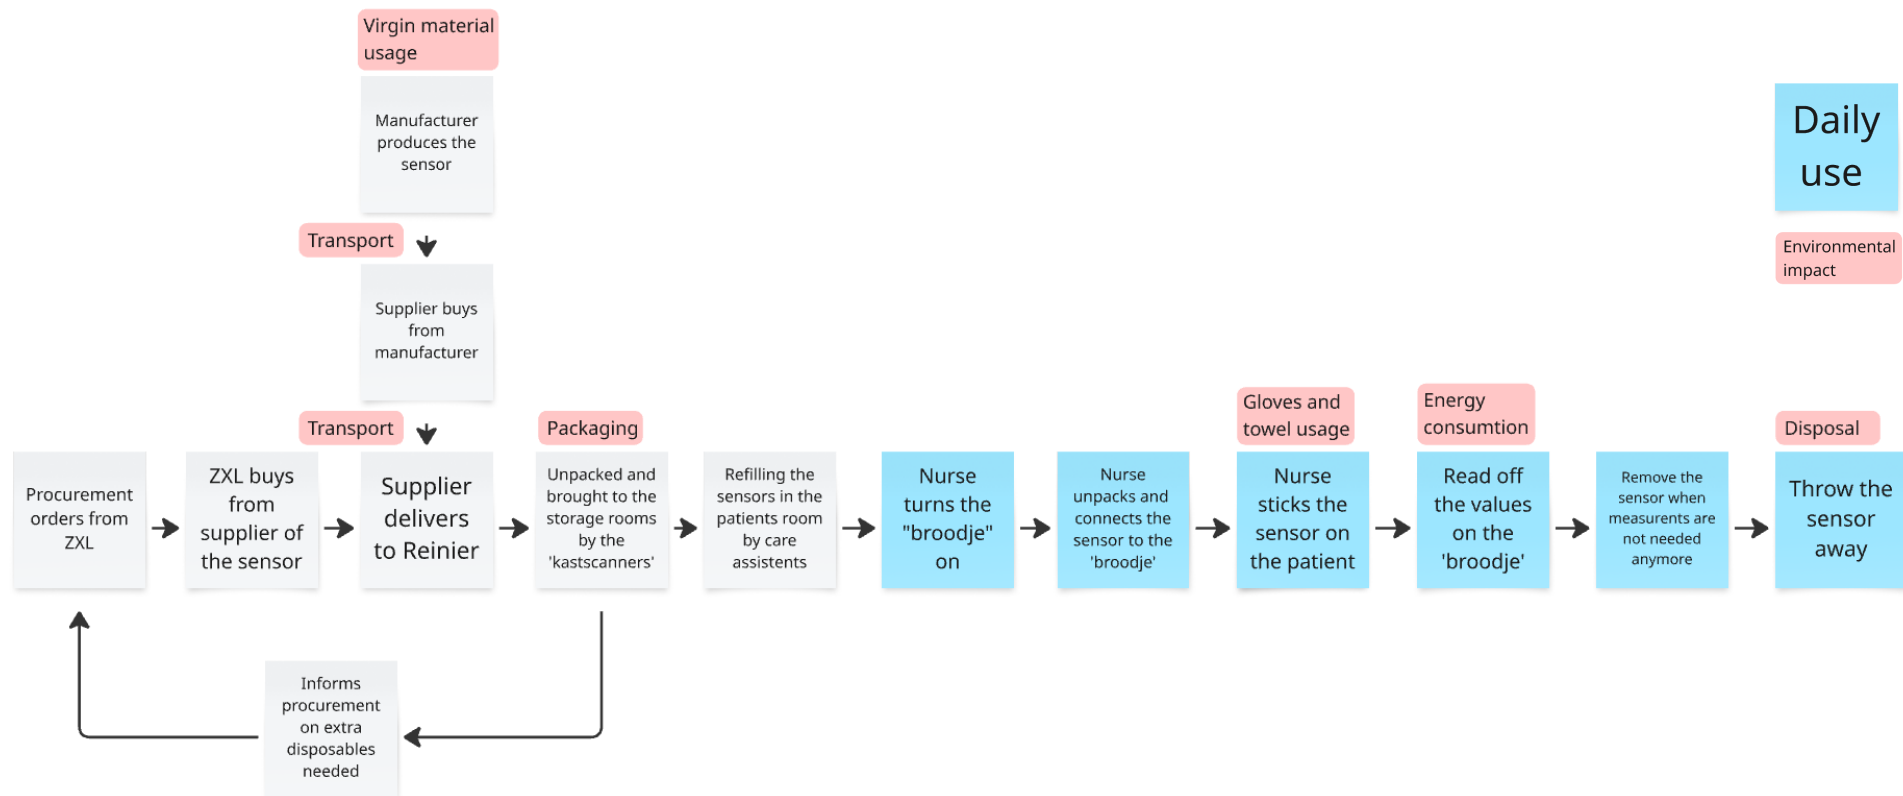 Virgin material
usage
Manufacturer
produces the
sensor
Transport
Supplier buys
from
manufacturer
Transport
Procurement
orders from
ZXL
ZXL buys
from
supplier of
the sensor
Supplier
delivers
to Reinier
Packaging
Unpacked and
brought to the
storage rooms
by the
'kastscanners'
Refilling the
sensors in the
patients room
by care
assistents
Nurse
turns the
"broodje"
on
Nurse
unpacks and
connects the
sensor to the
'broodje'
Gloves and
towel usage
Nurse
sticks the
sensor on
the patient
Energy
consumtion
Read off
the values
on the
'broodje'
Remove the
sensor when
measurents are
not needed
anymore
Disposal
Throw the
sensor
away
Informs
procurement
on extra
disposables
needed
Daily
use
Environmental
impact